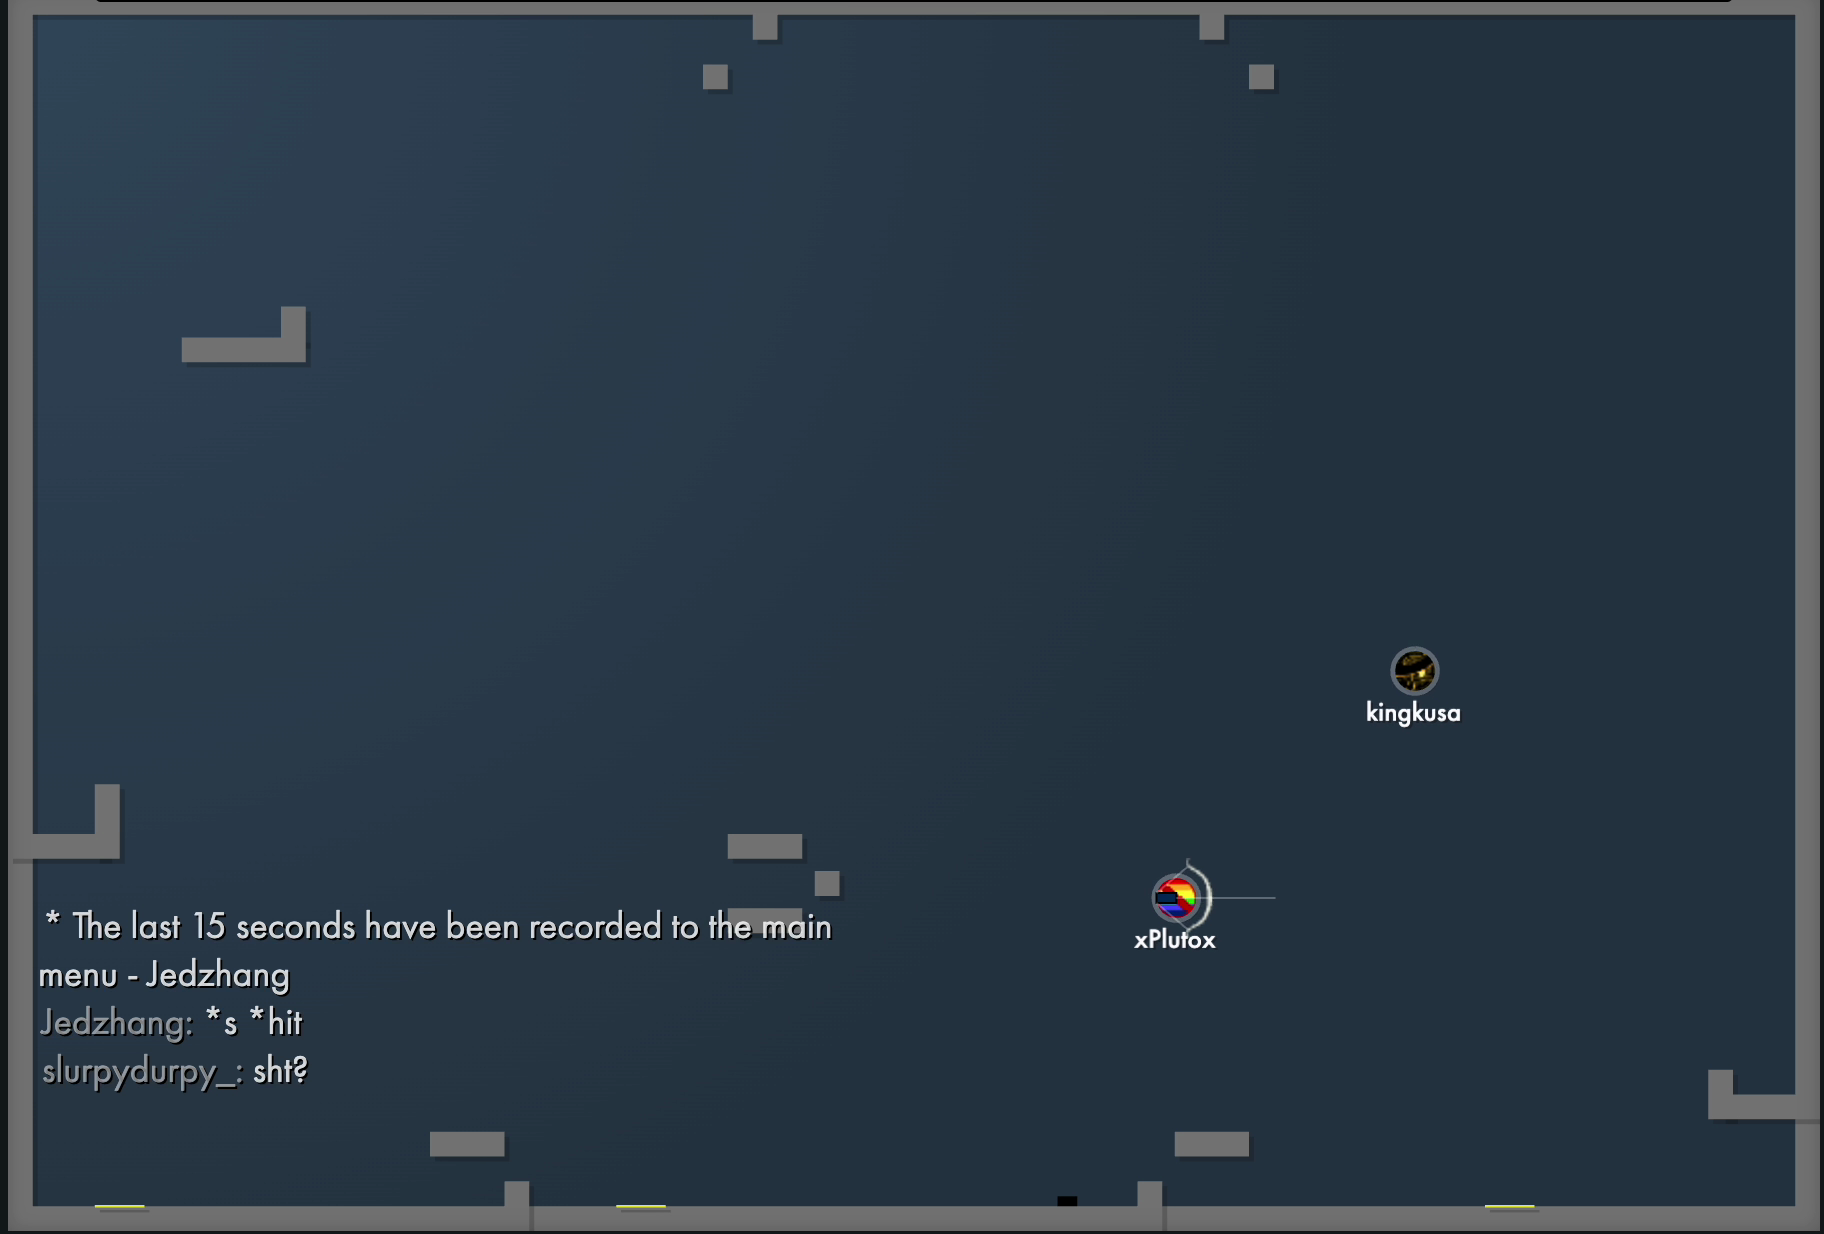 kingkusa
xPlutox
* The last 15 seconds have been recorded to the main
menu - Jedzhang
Jedzhang: *s *hit
slurpydurpy_: sht?